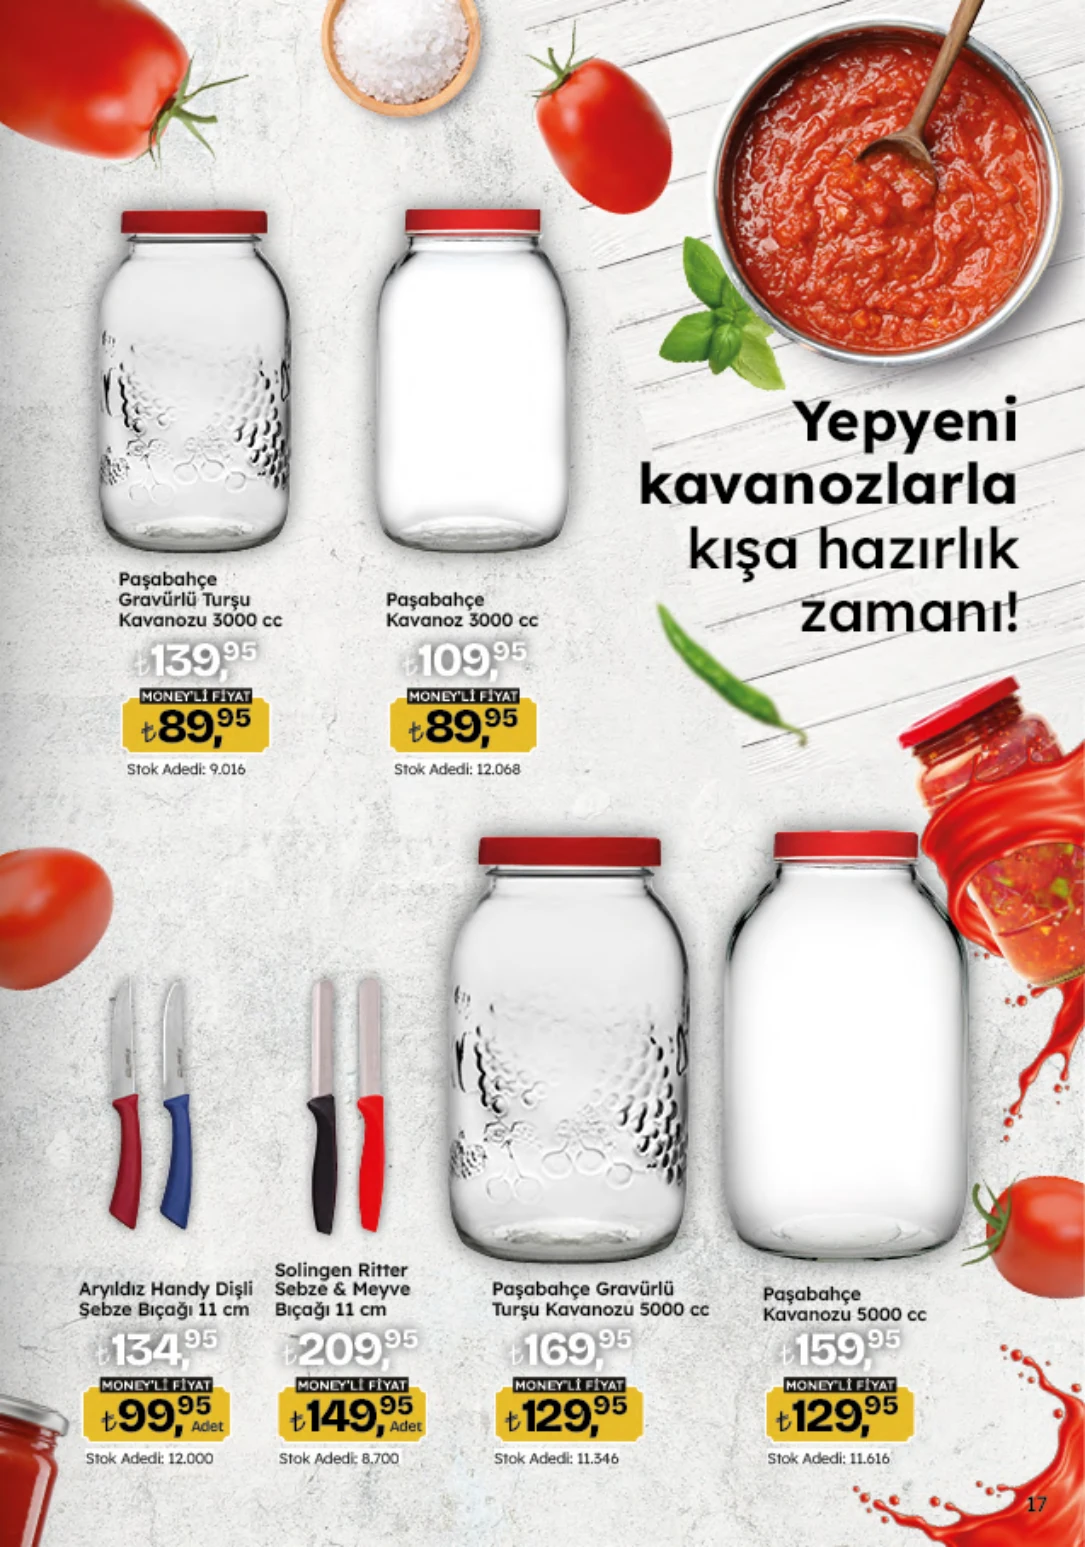 Yepyeni
kavanozlarla
kışa hazırlık
zamanı!
Paşabahçe
Gravürlü Turşu
Kavanozu 3000 cc
₺139,95
MONEY'Lİ FİYAT
₺89,95
Stok Adedi: 9.016
Paşabahçe
Kavanoz 3000 cc
₺109,95
MONEY'Lİ FİYAT
₺89,95
Stok Adedi: 12.068
Aryıldız Handy Dişli
Sebze Bıçağı 11 cm
₺134,95
MONEY'Lİ FİYAT
₺99,95 Adet
Stok Adedi: 12.000
Solingen Ritter
Sebze & Meyve
Bıçağı 11 cm
₺209,95
MONEY'Lİ FİYAT
₺149,95 Adet
Stok Adedi: 8.700
Paşabahçe Gravürlü
Turşu Kavanozu 5000 cc
₺169,95
MONEY'Lİ FİYAT
₺129,95
Stok Adedi: 11.346
Paşabahçe
Kavanozu 5000 cc
₺159,95
MONEY'Lİ FİYAT
₺129,95
Stok Adedi: 11.616
17